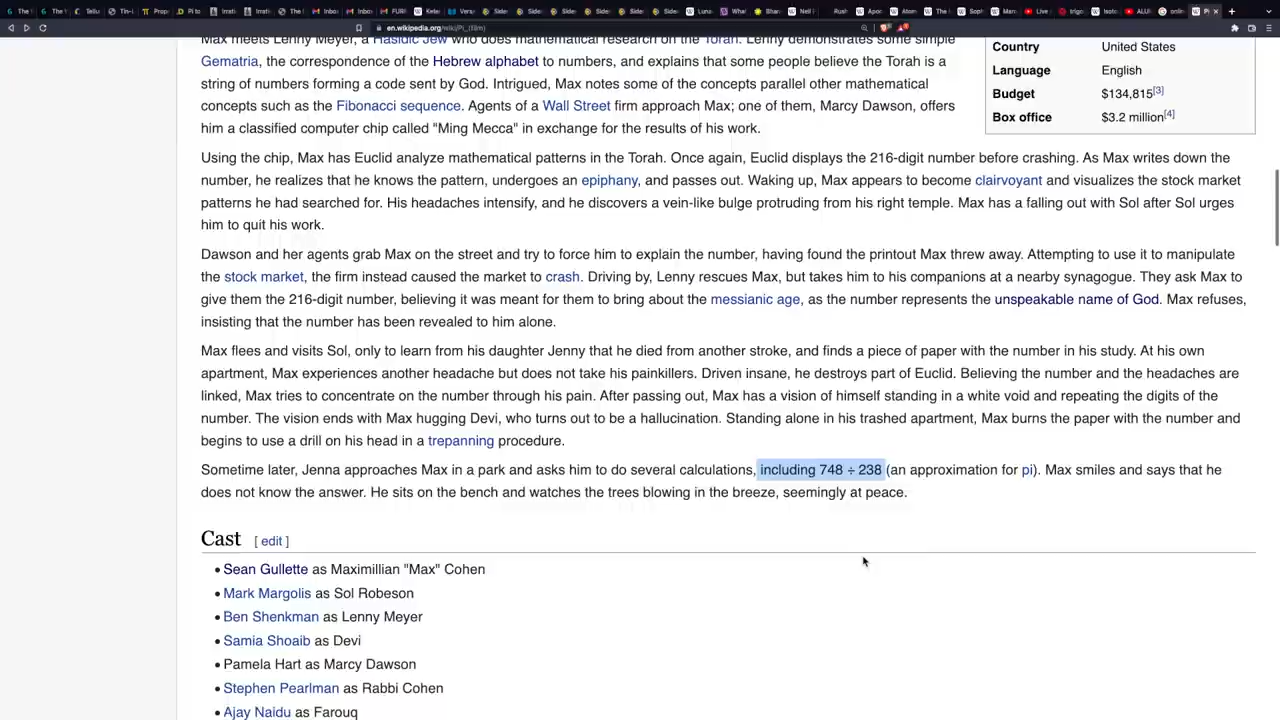 en.wikipedia.org/wiki/Pi_(film)
Max meets Lenny Meyer, a Hasidic Jew who does mathematical research on the Torah. Lenny demonstrates some simple
Gematria, the correspondence of the Hebrew alphabet to numbers, and explains that some people believe the Torah is a
string of numbers forming a code sent by God. Intrigued, Max notes some of the concepts parallel other mathematical
concepts such as the Fibonacci sequence. Agents of a Wall Street firm approach Max; one of them, Marcy Dawson, offers
him a classified computer chip called "Ming Mecca" in exchange for the results of his work.
Country United States
Language English
Budget $134,815[3]
Box office $3.2 million[4]
Using the chip, Max has Euclid analyze mathematical patterns in the Torah. Once again, Euclid displays the 216-digit number before crashing. As Max writes down the
number, he realizes that he knows the pattern, undergoes an epiphany, and passes out. Waking up, Max appears to become clairvoyant and visualizes the stock market
patterns he had searched for. His headaches intensify, and he discovers a vein-like bulge protruding from his right temple. Max has a falling out with Sol after Sol urges
him to quit his work.
Dawson and her agents grab Max on the street and try to force him to explain the number, having found the printout Max threw away. Attempting to use it to manipulate
the stock market, the firm instead caused the market to crash. Driving by, Lenny rescues Max, but takes him to his companions at a nearby synagogue. They ask Max to
give them the 216-digit number, believing it was meant for them to bring about the messianic age, as the number represents the unspeakable name of God. Max refuses,
insisting that the number has been revealed to him alone.
Max flees and visits Sol, only to learn from his daughter Jenny that he died from another stroke, and finds a piece of paper with the number in his study. At his own
apartment, Max experiences another headache but does not take his painkillers. Driven insane, he destroys part of Euclid. Believing the number and the headaches are
linked, Max tries to concentrate on the number through his pain. After passing out, Max has a vision of himself standing in a white void and repeating the digits of the
number. The vision ends with Max hugging Devi, who turns out to be a hallucination. Standing alone in his trashed apartment, Max burns the paper with the number and
begins to use a drill on his head in a trepanning procedure.
Sometime later, Jenna approaches Max in a park and asks him to do several calculations, including 748 ÷ 238 (an approximation for pi). Max smiles and says that he
does not know the answer. He sits on the bench and watches the trees blowing in the breeze, seemingly at peace.
Cast [ edit ]
• Sean Gullette as Maximillian "Max" Cohen
• Mark Margolis as Sol Robeson
• Ben Shenkman as Lenny Meyer
• Samia Shoaib as Devi
• Pamela Hart as Marcy Dawson
• Stephen Pearlman as Rabbi Cohen
• Ajay Naidu as Farouq